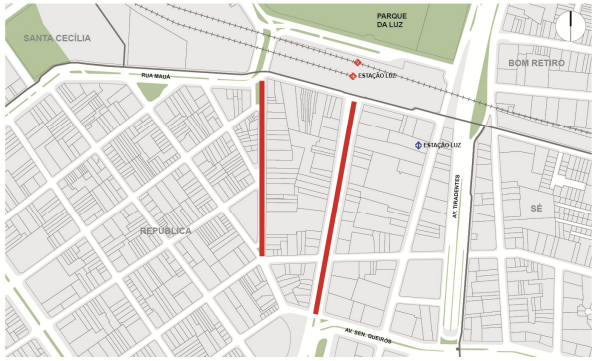 PARQUE
DA LUZ
SANTA CECÍLIA
BOM RETIRO
RUA MAUÁ
ESTAÇÃO LUZ
ESTAÇÃO LUZ
AV. TIRADENTES
SÉ
REPÚBLICA
AV. SEN. QUEIRÓS